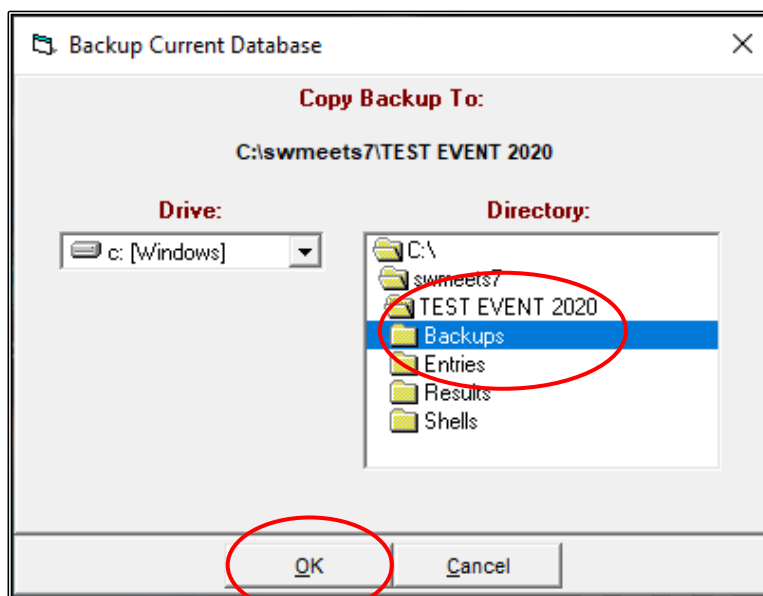 Backup Current Database
Copy Backup To:
C:\swmeets7\TEST EVENT 2020
Drive:
Directory:
c: [Windows]
C:\
swmeets7
TEST EVENT 2020
Backups
Entries
Results
Shells
OK
Cancel